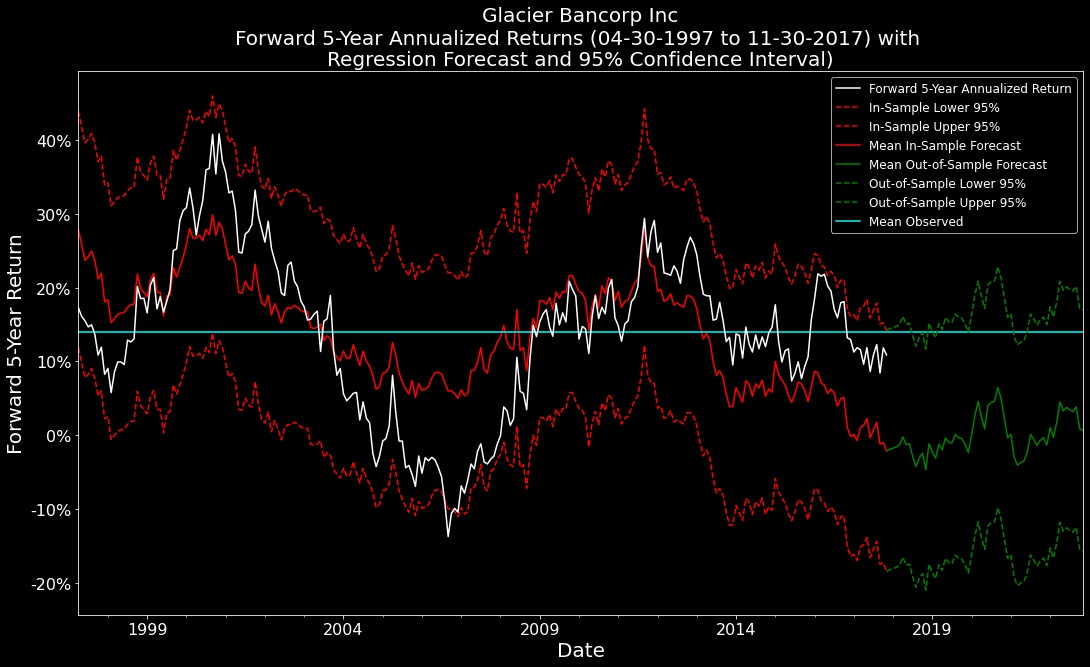 Glacier Bancorp Inc
Forward 5-Year Annualized Returns (04-30-1997 to 11-30-2017) with
Regression Forecast and 95% Confidence Interval)
Forward 5-Year Annualized Return
In-Sample Lower 95%
In-Sample Upper 95%
Mean In-Sample Forecast
Mean Out-of-Sample Forecast
Out-of-Sample Lower 95%
Out-of-Sample Upper 95%
Mean Observed
Forward 5-Year Return
40%
30%
20%
10%
0%
-10%
-20%
1999
2004
2009
2014
2019
Date